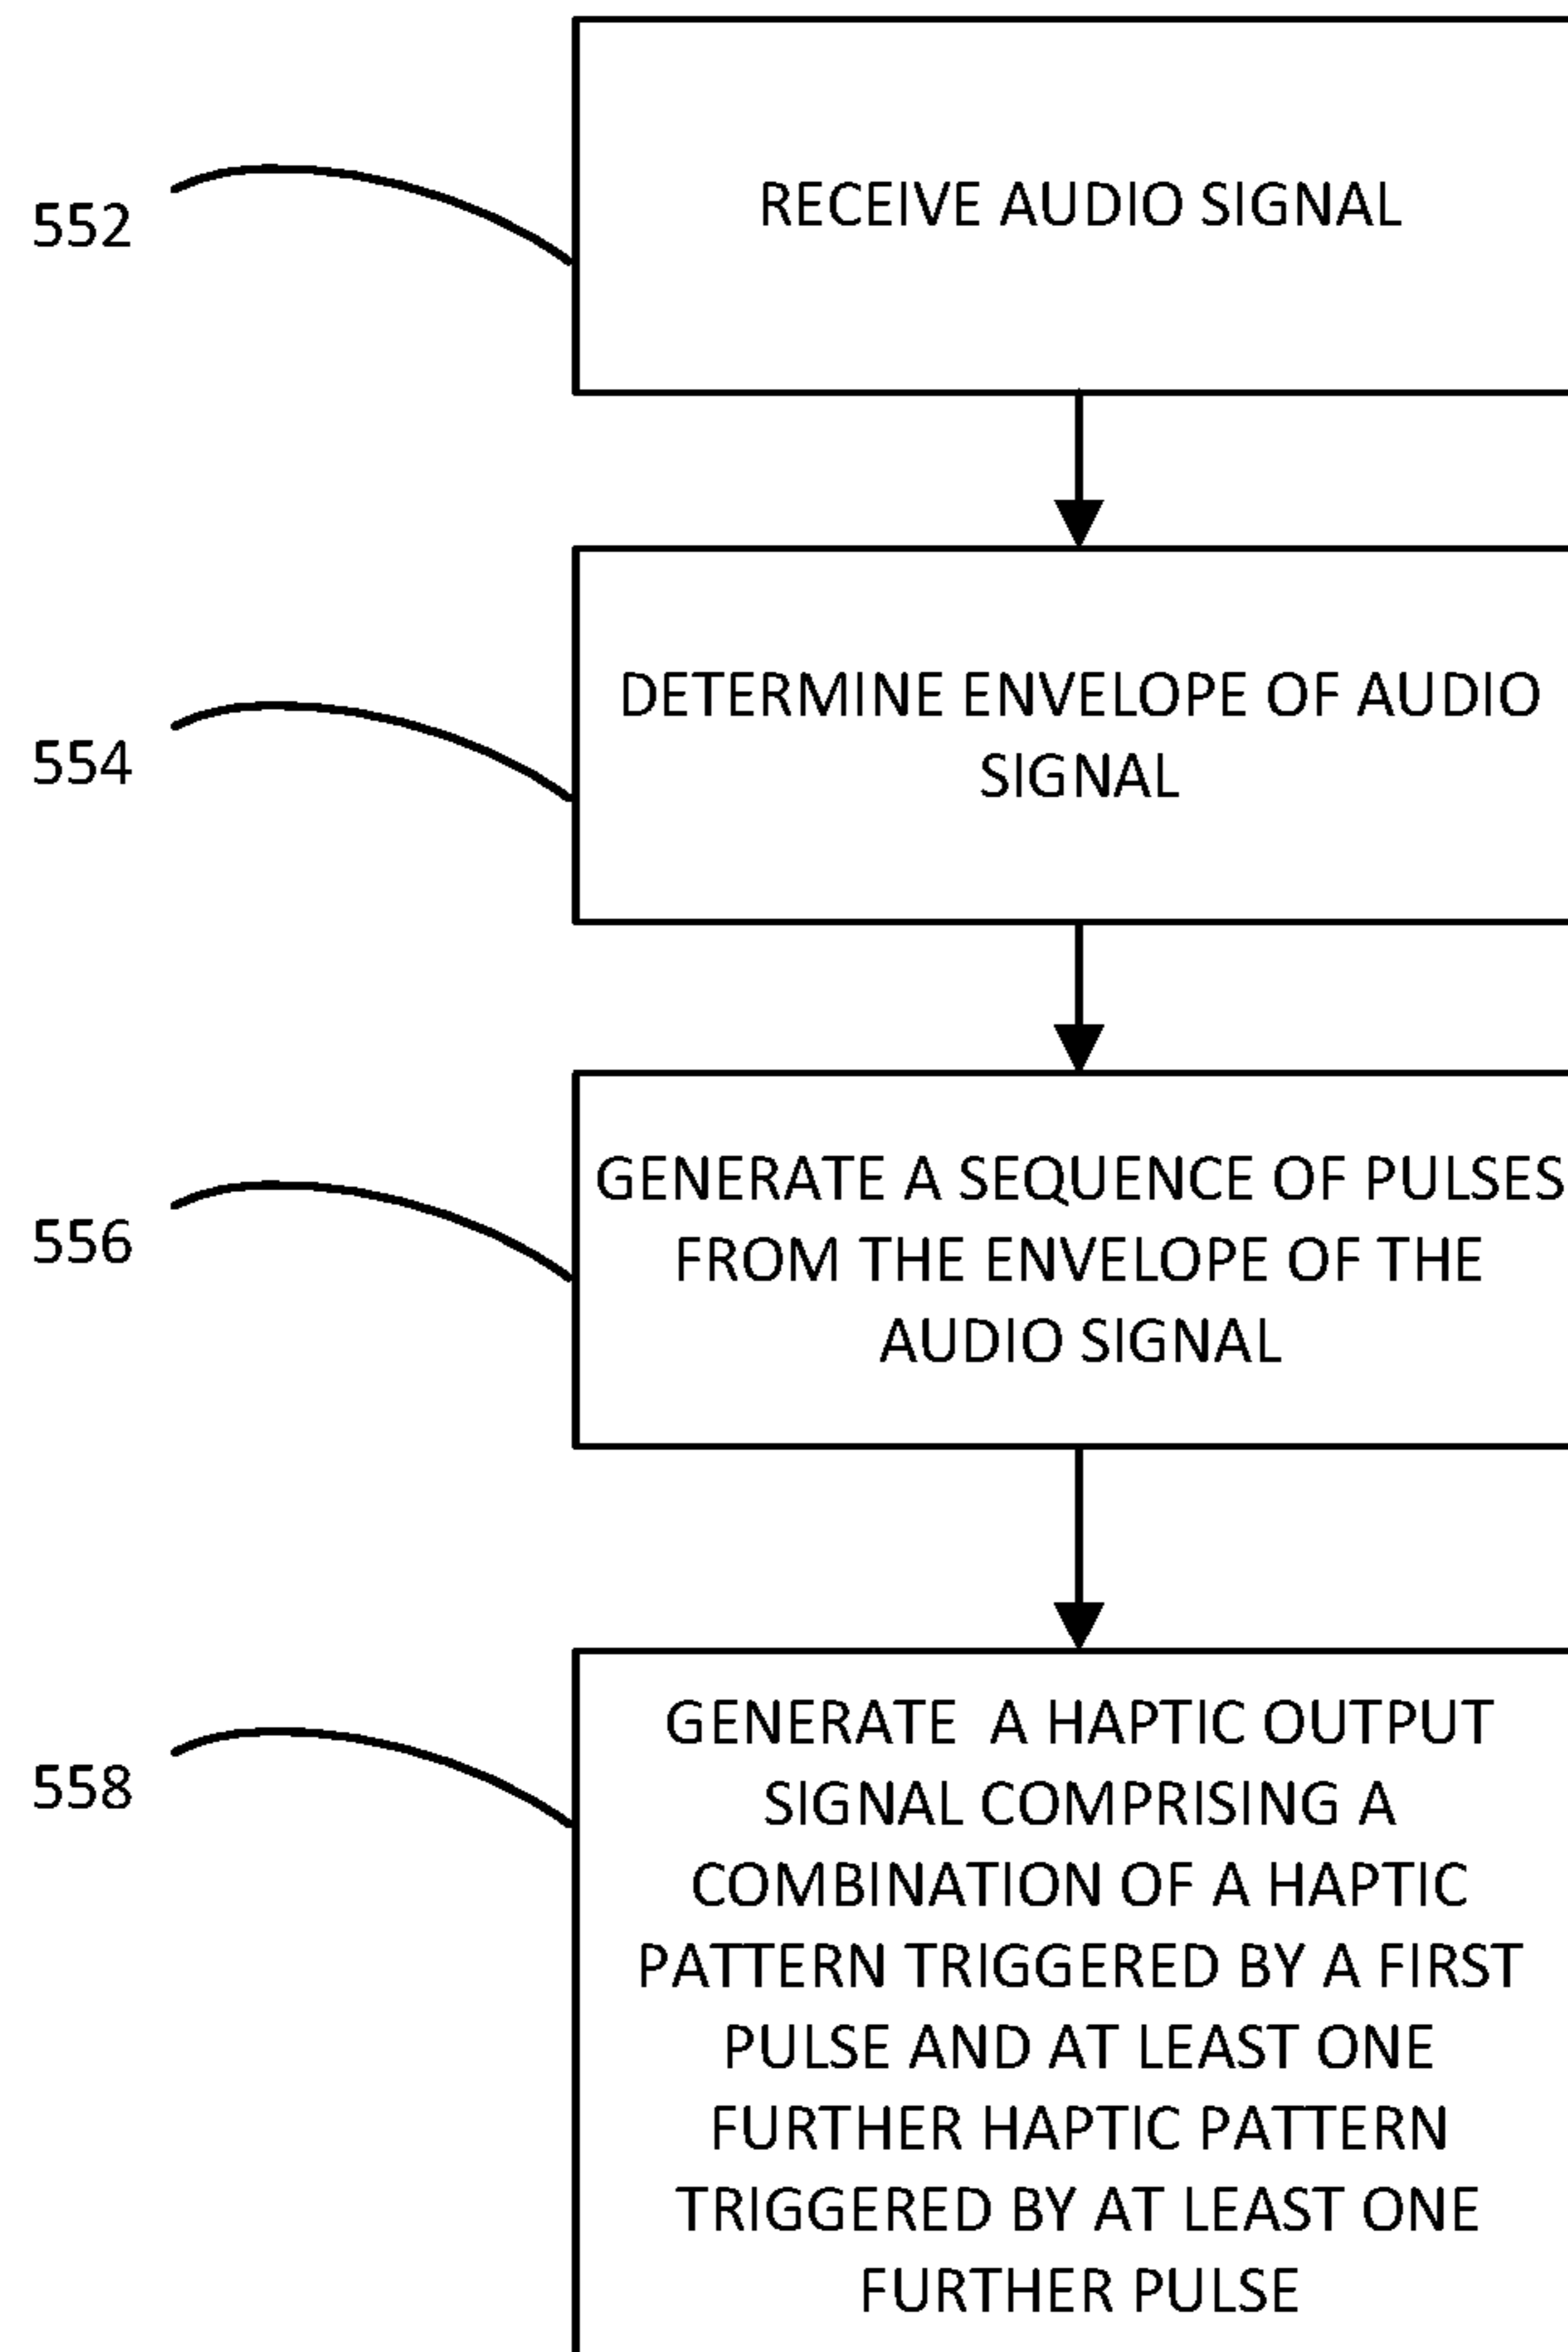 552
RECEIVE AUDIO SIGNAL
554
DETERMINE ENVELOPE OF AUDIO
SIGNAL
556
GENERATE A SEQUENCE OF PULSES
FROM THE ENVELOPE OF THE
AUDIO SIGNAL
558
GENERATE  A HAPTIC OUTPUT
SIGNAL COMPRISING A
COMBINATION OF A HAPTIC
PATTERN TRIGGERED BY A FIRST
PULSE AND AT LEAST ONE
FURTHER HAPTIC PATTERN
TRIGGERED BY AT LEAST ONE
FURTHER PULSE